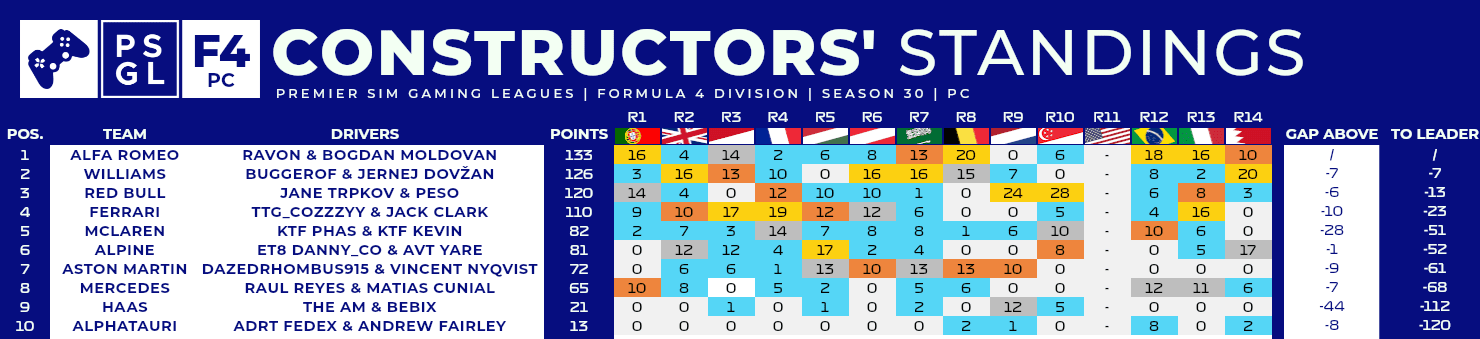 PS
GL
F4
PC
CONSTRUCTORS' STANDINGS
PREMIER SIM GAMING LEAGUES | FORMULA 4 DIVISION | SEASON 30 | PC
R1 R2 R3 R4 R5 R6 R7 R8 R9 R10 R11 R12 R13 R14
POS. TEAM DRIVERS POINTS GAP ABOVE TO LEADER
1 ALFA ROMEO RAVON & BOGDAN MOLDOVAN 133 16 4 14 2 6 8 13 20 0 6 - 18 16 10 / /
2 WILLIAMS BUGGEROF & JERNEJ DOVŽAN 126 3 16 13 10 0 16 16 15 7 0 - 8 2 20 -7 -7
3 RED BULL JANE TRPKOV & PESO 120 14 4 0 12 10 10 1 0 24 28 - 6 8 3 -6 -13
4 FERRARI TTG_COZZZYY & JACK CLARK 110 9 10 17 19 12 12 6 0 0 5 - 4 16 0 -10 -23
5 MCLAREN KTF PHAS & KTF KEVIN 82 2 7 3 14 7 8 8 1 6 10 - 10 6 0 -28 -51
6 ALPINE ET8 DANNY_CO & AVT YARE 81 0 12 12 4 17 2 4 0 0 8 - 0 5 17 -1 -52
7 ASTON MARTIN DAZEDRHOMBUS915 & VINCENT NYQVIST 72 0 6 6 1 13 10 13 13 10 0 - 0 0 0 -9 -61
8 MERCEDES RAUL REYES & MATIAS CUNIAL 65 10 8 0 5 2 0 5 6 0 0 - 12 11 6 -7 -68
9 HAAS THE AM & BEBIX 21 0 0 1 0 1 0 2 0 12 5 - 0 0 0 -44 -112
10 ALPHATAURI ADRT FEDEX & ANDREW FAIRLEY 13 0 0 0 0 0 0 0 2 1 0 - 8 0 2 -8 -120